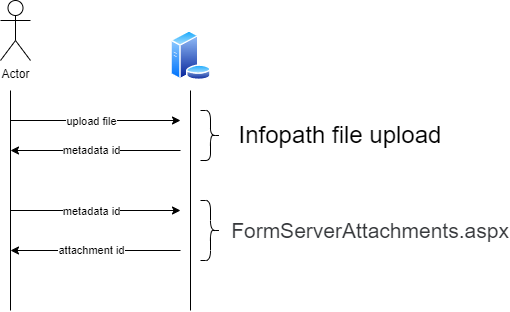 Actor
upload file
Infopath file upload
metadata id
metadata id
FormServerAttachments.aspx
attachment id